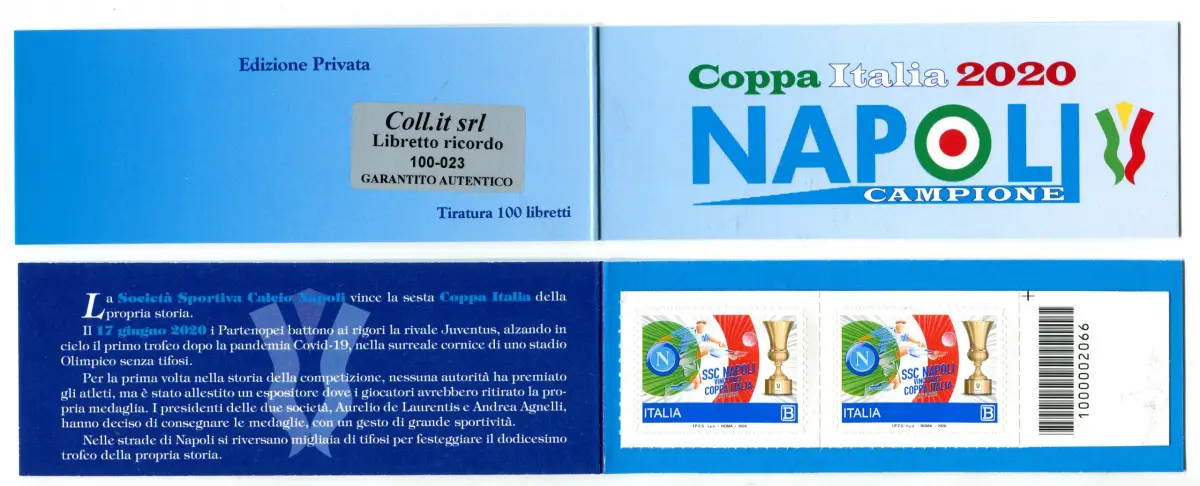 Edizione Privata
Coll.it srl
Libretto ricordo
100-023
GARANTITO AUTENTICO
Tiratura 100 libretti
Coppa Italia 2020
NAPOLI
CAMPIONE
La Società Sportiva Calcio Napoli vince la sesta Coppa Italia della
propria storia.
Il 17 giugno 2020 i Partenopei battono ai rigori la rivale Juventus, alzando in
cielo il primo trofeo dopo la pandemia Covid-19, nella surreale cornice di uno stadio
Olimpico senza tifosi.
Per la prima volta nella storia della competizione, nessuna autorità ha premiato
gli atleti, ma è stato allestito un espositore dove i giocatori avrebbero ritirato la pro-
pria medaglia. I presidenti delle due società, Aurelio de Laurentis e Andrea Agnelli,
hanno deciso di consegnare le medaglie, con un gesto di grande sportività.
Nelle strade di Napoli si riversano migliaia di tifosi per festeggiare il dodicesimo
trofeo della propria storia.
N
SSC NAPOLI
VINCITRICE
COPPA ITALIA
ITALIA B
I.P.Z.S. S.p.A. - ROMA - 2020
N
SSC NAPOLI
VINCITRICE
COPPA ITALIA
ITALIA B
I.P.Z.S. S.p.A. - ROMA - 2020
1000002066